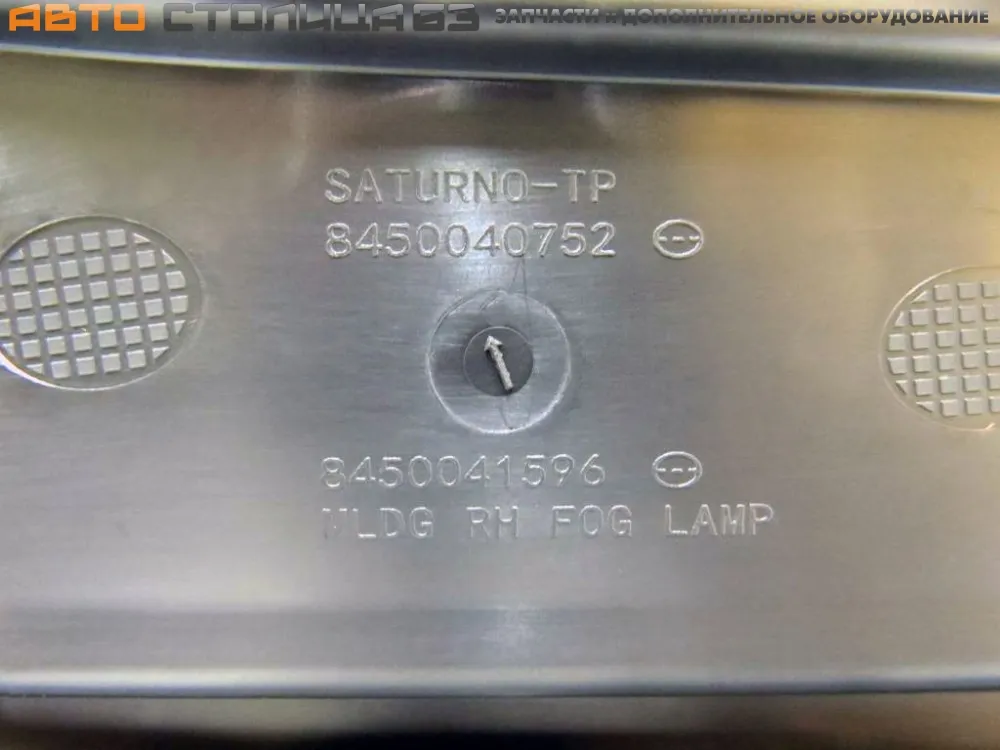 АВТО СТОЛИЦА 63 ЗАПЧАСТИ и ДОПОЛНИТЕЛЬНОЕ ОБОРУДОВАНИЕ
SATURNO-TP
8450040752
8450041596
MLDG RH FOG LAMP